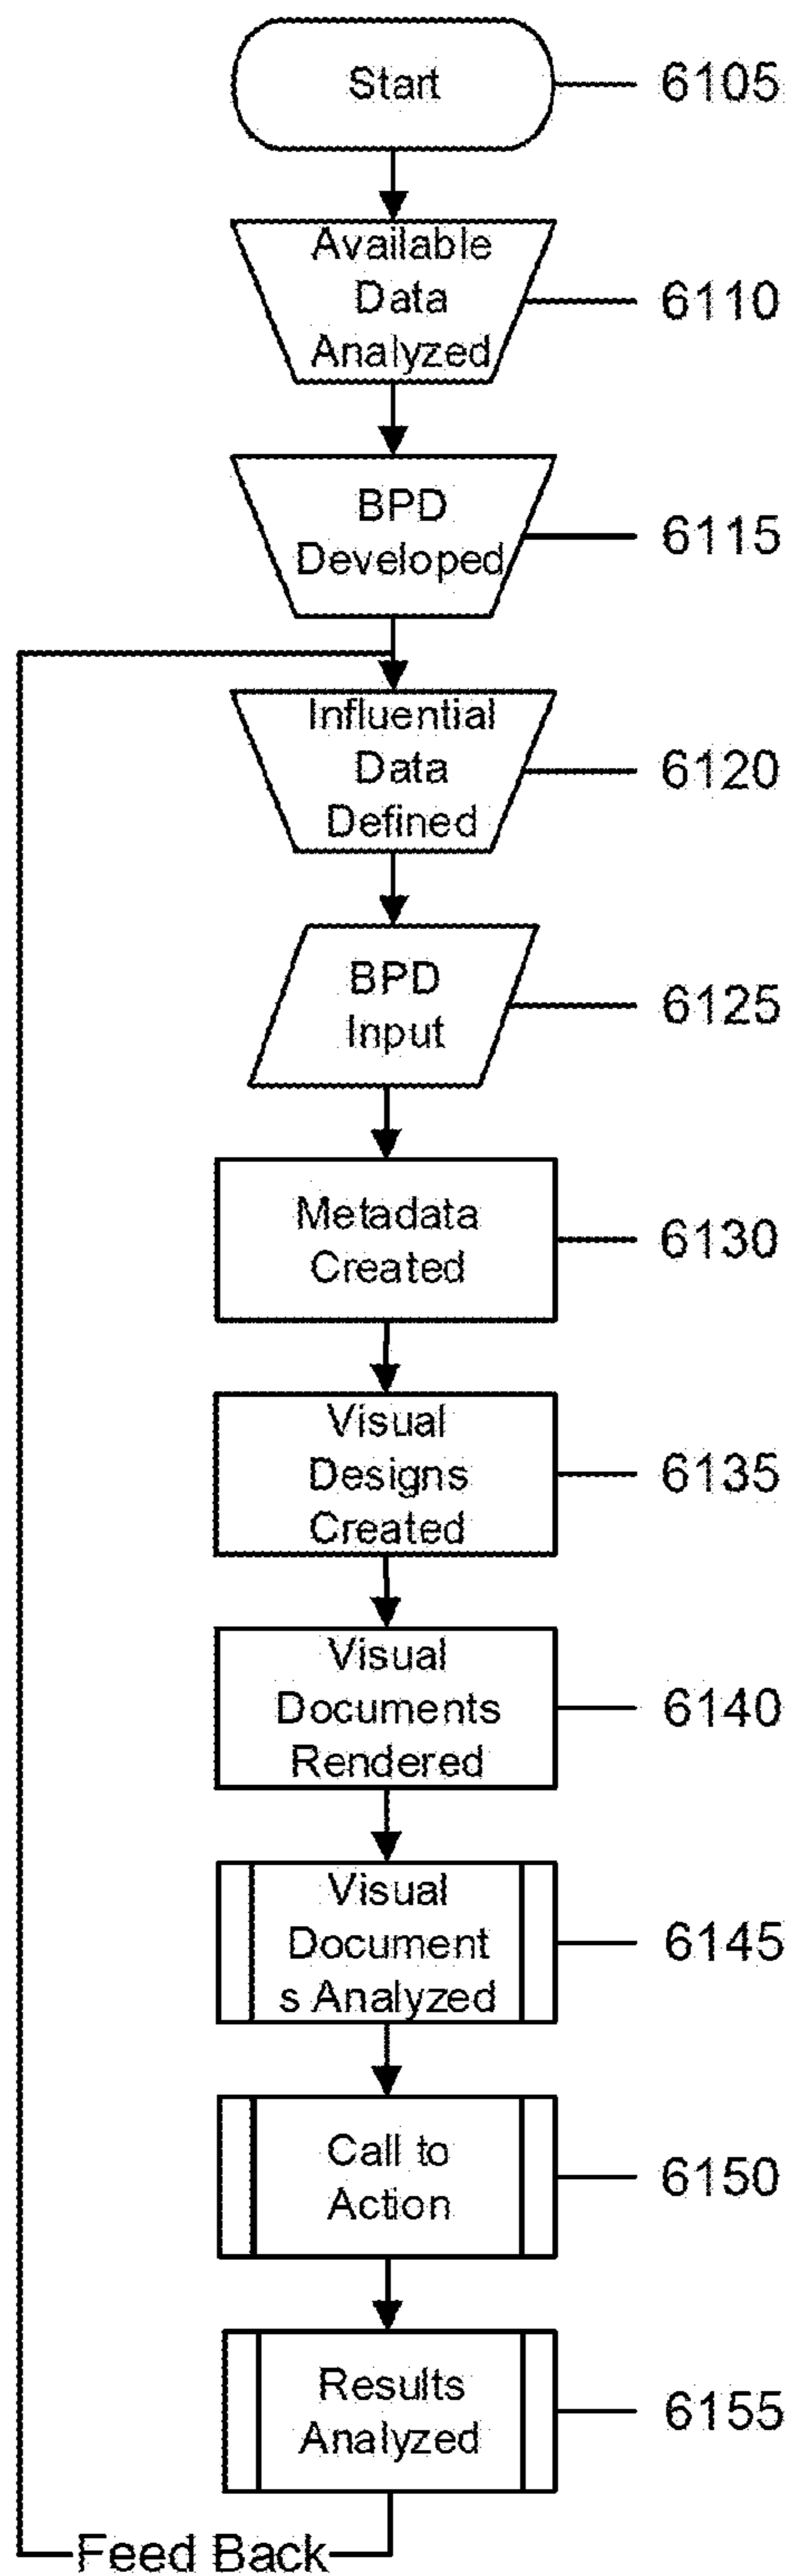 Start
6105
Available
Data
Analyzed
6110
BPD
Developed
6115
Influential
Data
Defined
6120
BPD
Input
6125
Metadata
Created
6130
Visual
Designs
Created
6135
Visual
Documents
Rendered
6140
Visual
Document
s Analyzed
6145
Call to
Action
6150
Results
Analyzed
6155
Feed Back